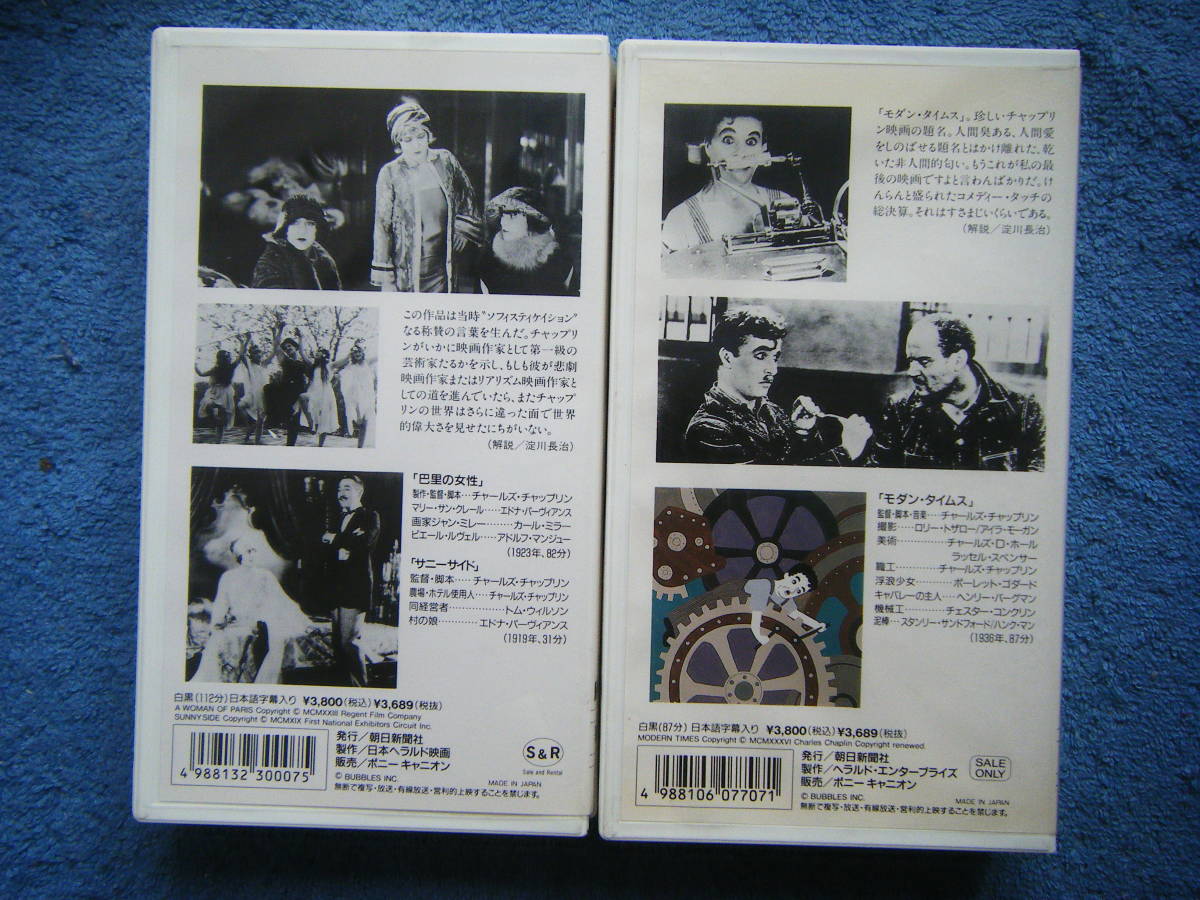 この作品は当時"ソフィスティケイション"
なる称賛の言葉を生んだ。チャップリ
ンがいかに映画作家として第一級の
芸術家たるかを示し、もしも彼が悲劇
映画作家またはリアリズム映画作家と
しての道を進んでいたら、またチャップ
リンの世界はさらに違った面で世界
的偉大さを見せたにちがいない。
(解説/淀川長治)
「巴里の女性」
製作・監督・脚本…チャールズ・チャップリン
マリー・サン・クレール……エドナ・パーヴィアンス
画家ジャン・ミレー………カール・ミラー
ピエール・ルヴェル……アドルフ・マンジュー
(1923年、82分)
「サニーサイド」
監督・脚本……チャールズ・チャップリン
農場・ホテル使用人…チャールズ・チャップリン
同経営者…………トム・ウィルソン
村の娘…………エドナ・パーヴィアンス
(1919年、31分)
白黒(112分)日本語字幕入り ¥3,800(税込)¥3,689(税抜)
A WOMAN OF PARIS Copyright © MCMXXIII Regent Film Company
SUNNYSIDE Copyright © MCMXIX First National Exhibitors Circuit Inc.
4 988132 300075
発行/朝日新聞社
製作/日本ヘラルド映画
販売/ポニー キャニオン
© BUBBLES INC.
無断で複写・放送・有線放送・営利的上映することを禁じます。
MADE IN JAPAN
S&R
Sale and Rental
「モダン・タイムス」。珍しいチャップリ
ン映画の題名。人間臭ある、人間愛
をしのばせる題名とはかけ離れた。乾
いた非人間的匂い。もうこれが私の最
後の映画ですよと言わんばかりだ。け
んらんと盛られたコメディー・タッチの
総決算。それはすさまじいくらいである。
(解説/淀川長治)
「モダン・タイムス」
監督・脚本・音楽…チャールズ・チャップリン
撮影…ロリー・トザロー/アイラ・モーガン
美術…………チャールズ・D・ホール
ラッセル・スペンサー
職工…………チャールズ・チャップリン
浮浪少女………ポーレット・ゴダード
キャバレーの主人…ヘンリー・バーグマン
機械工………チェスター・コンクリン
泥棒…スタンリー・サンドフォード/ハンク・マン
(1936年、87分)
白黒(87分)日本語字幕入り ¥3,800(税込)¥3,689(税抜)
MODERN TIMES Copyright © MCMXXXVI Charles Chaplin Copyright renewed.
4 988106 077071
発行/朝日新聞社
製作/ヘラルド・エンタープライズ
販売/ポニー・キャニオン
© BUBBLES INC.
無断で複写・放送・有線放送・営利的上映することを禁じます。
MADE IN JAPAN
SALE
ONLY